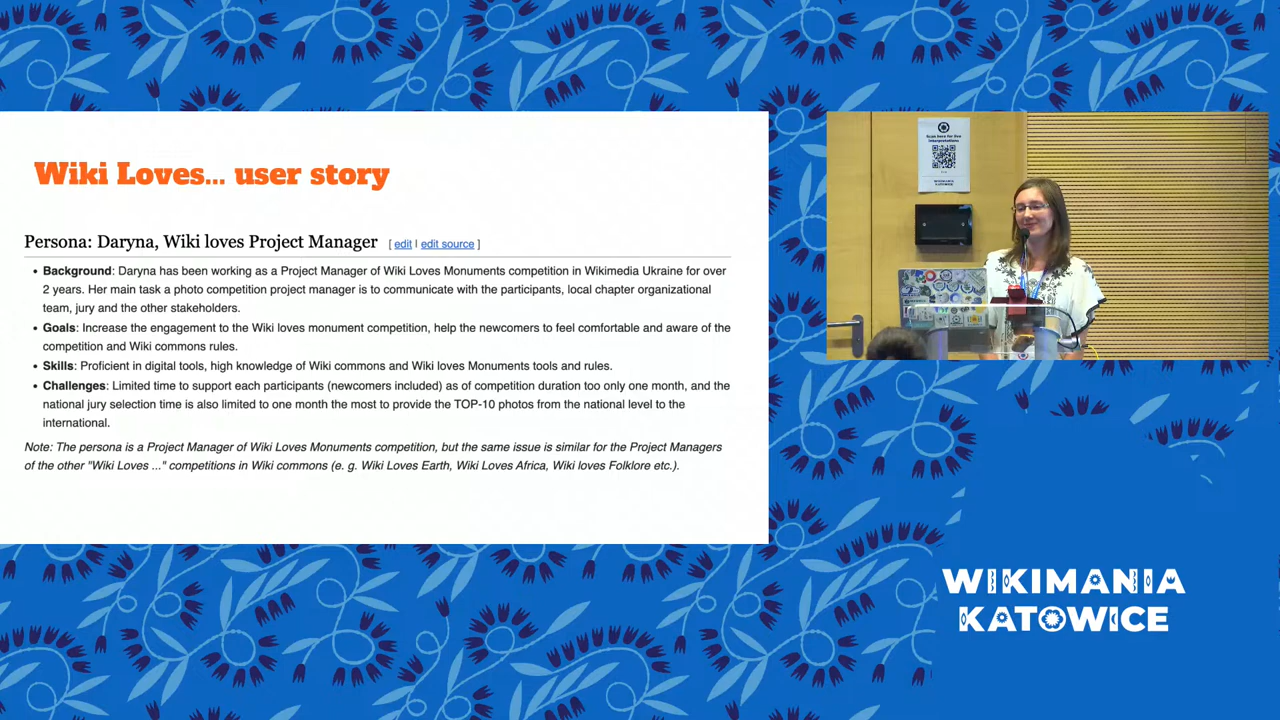 Wiki Loves... user story
Persona: Daryna, Wiki loves Project Manager [ edit | edit source ]
• Background: Daryna has been working as a Project Manager of Wiki Loves Monuments competition in Wikimedia Ukraine for over
2 years. Her main task a photo competition project manager is to communicate with the participants, local chapter organizational
team, jury and the other stakeholders.
• Goals: Increase the engagement to the Wiki loves monument competition, help the newcomers to feel comfortable and aware of the
competition and Wiki commons rules.
• Skills: Proficient in digital tools, high knowledge of Wiki commons and Wiki loves Monuments tools and rules.
• Challenges: Limited time to support each participants (newcomers included) as of competition duration too only one month, and the
national jury selection time is also limited to one month the most to provide the TOP-10 photos from the national level to the
international.
Note: The persona is a Project Manager of Wiki Loves Monuments competition, but the same issue is similar for the Project Managers
of the other "Wiki Loves ..." competitions in Wiki commons (e. g. Wiki Loves Earth, Wiki Loves Africa, Wiki loves Folklore etc.).
Scan here for live
interpretations
WIKIMANIA
KATOWICE
WIKIMANIA
KATOWICE